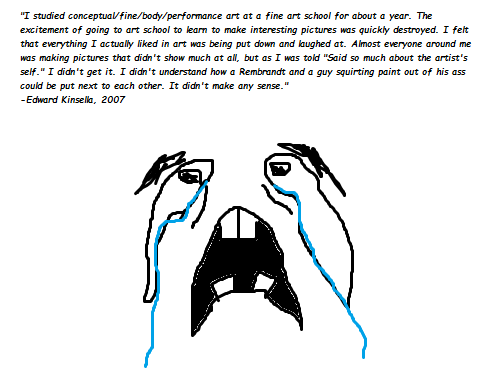 "I studied conceptual/fine/body/performance art at a fine art school for about a year. The
excitement of going to art school to learn to make interesting pictures was quickly destroyed. I felt
that everything I actually liked in art was being put down and laughed at. Almost everyone around me
was making pictures that didn't show much at all, but as I was told "Said so much about the artist's
self." I didn't get it. I didn't understand how a Rembrandt and a guy squirting paint out of his ass
could be put next to each other. It didn't make any sense."
-Edward Kinsella, 2007